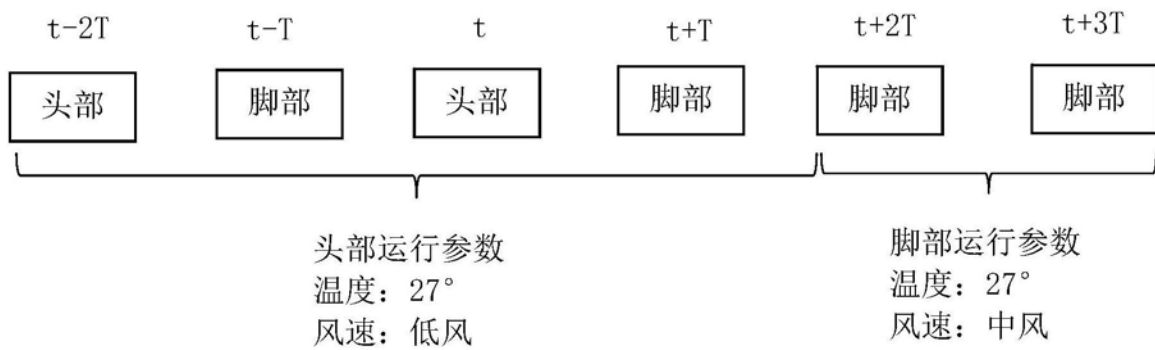 t-2T t-T t t+T t+2T t+3T
头部 脚部 头部 脚部 脚部 脚部
头部运行参数
温度：27°
风速：低风
脚部运行参数
温度：27°
风速：中风